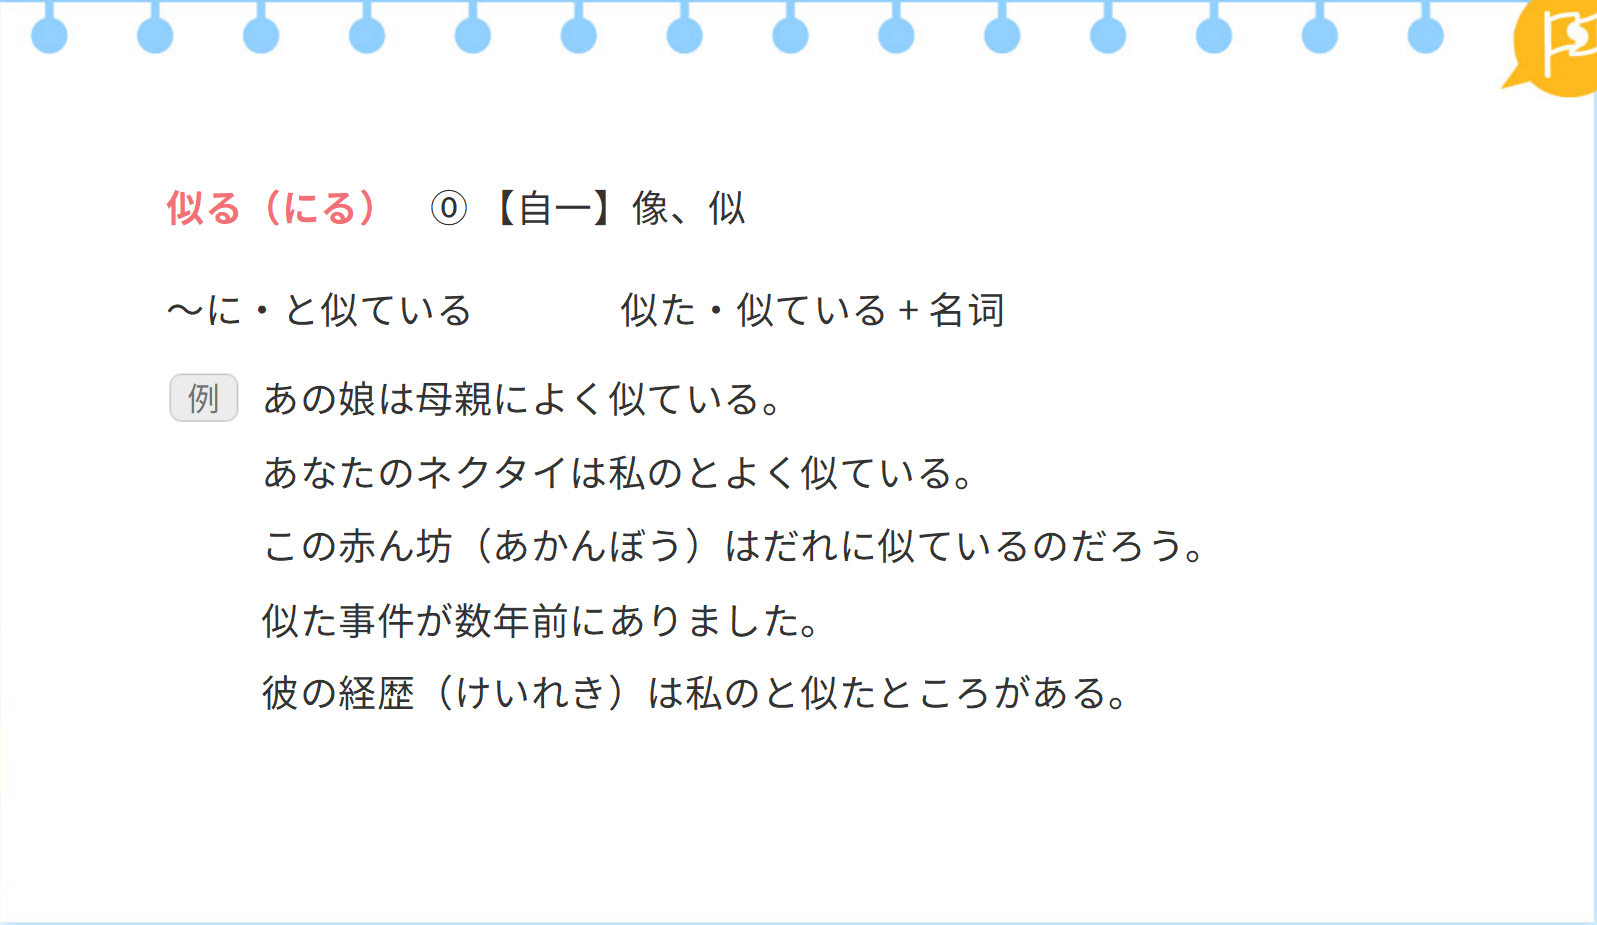 似る（にる） ⓪【自一】像、似
～に・と似ている 似た・似ている＋名词
例 あの娘は母親によく似ている。
あなたのネクタイは私のとよく似ている。
この赤ん坊（あかんぼう）はだれに似ているのだろう。
似た事件が数年前にありました。
彼の経歴（けいれき）は私のと似たところがある。